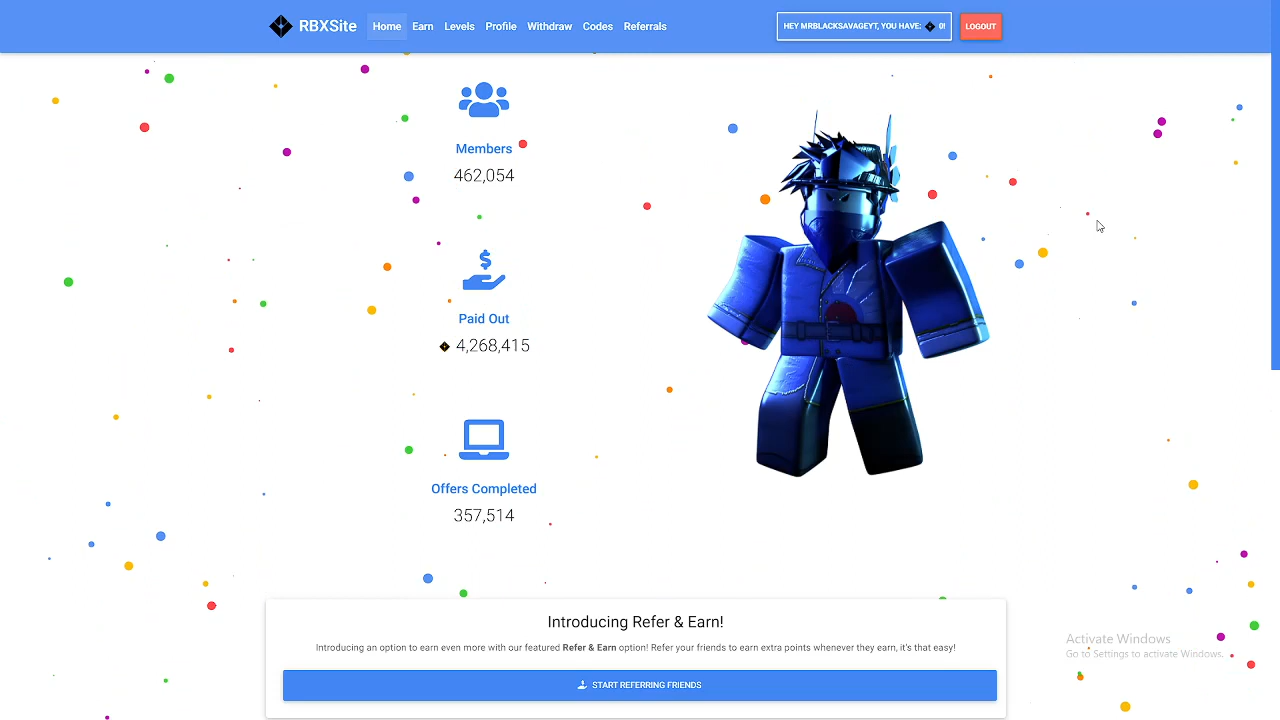 RBXSite Home Earn Levels Profile Withdraw Codes Referrals HEY MRBLACKSAVAGEYT, YOU HAVE: 0! LOGOUT
Members
462,054
Paid Out
4,268,415
Offers Completed
357,514
Introducing Refer & Earn!
Introducing an option to earn even more with our featured Refer & Earn option! Refer your friends to earn extra points whenever they earn, it's that easy!
START REFERRING FRIENDS
Activate Windows
Go to Settings to activate Windows.